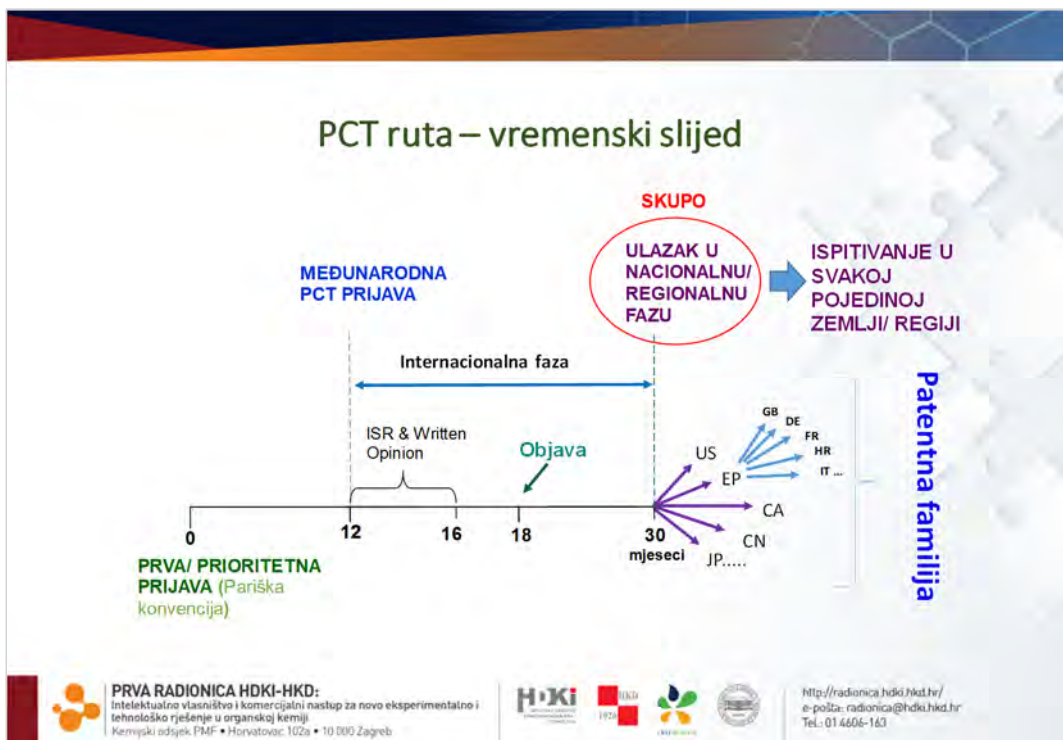 PCT ruta – vremenski slijed
SKUPO
MEĐUNARODNA
PCT PRIJAVA
ULAZAK U
NACIONALNU/
REGIONALNU
FAZU
ISPITIVANJE U
SVAKOJ
POJEDINOJ
ZEMLJI/ REGIJI
Internacionalna faza
ISR & Written
Opinion
Objava
US
EP
CA
CN
JP.....
GB
DE
FR
HR
IT ...
Patentna familija
0
12
16
18
30
mjeseci
PRVA/ PRIORITETNA
PRIJAVA (Pariška
konvencija)
PRVA RADIONICA HDKI-HKD:
Intelektualno vlasništvo i komercijalni nastup za novo eksperimentalno i
tehnološko rješenje u organskoj kemiji
Kemijski odsjek PMF • Horvatovac 102a • 10 000 Zagreb
HDKi
HKD
1926
http://radionica.hdki.hkd.hr/
e-pošta: radionica@hdki.hkd.hr
Tel.: 01 4606-163